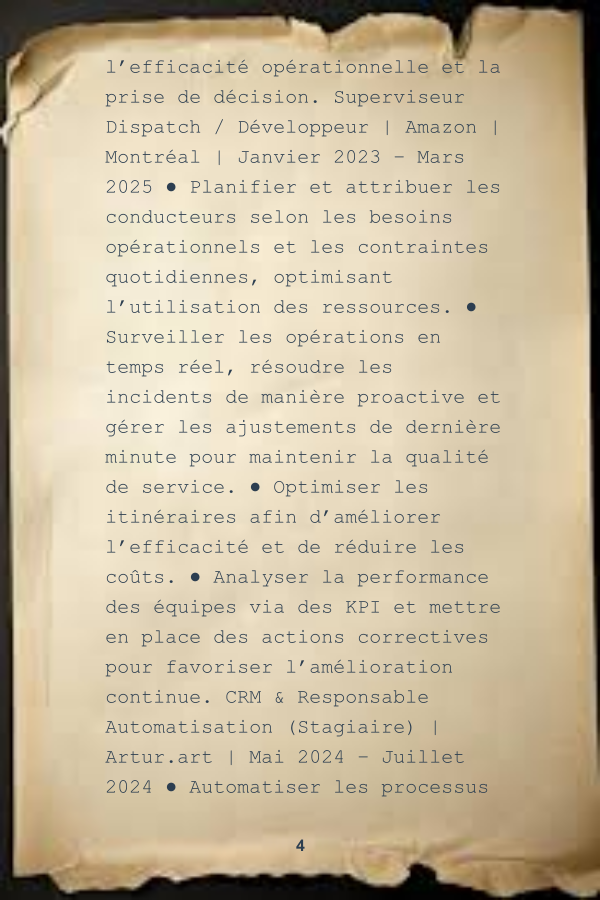 l’efficacité opérationnelle et la
prise de décision. Superviseur
Dispatch / Développeur | Amazon |
Montréal | Janvier 2023 – Mars
2025 ● Planifier et attribuer les
conducteurs selon les besoins
opérationnels et les contraintes
quotidiennes, optimisant
l’utilisation des ressources. ●
Surveiller les opérations en
temps réel, résoudre les
incidents de manière proactive et
gérer les ajustements de dernière
minute pour maintenir la qualité
de service. ● Optimiser les
itinéraires afin d’améliorer
l’efficacité et de réduire les
coûts. ● Analyser la performance
des équipes via des KPI et mettre
en place des actions correctives
pour favoriser l’amélioration
continue. CRM & Responsable
Automatisation (Stagiaire) |
Artur.art | Mai 2024 – Juillet
2024 ● Automatiser les processus
4